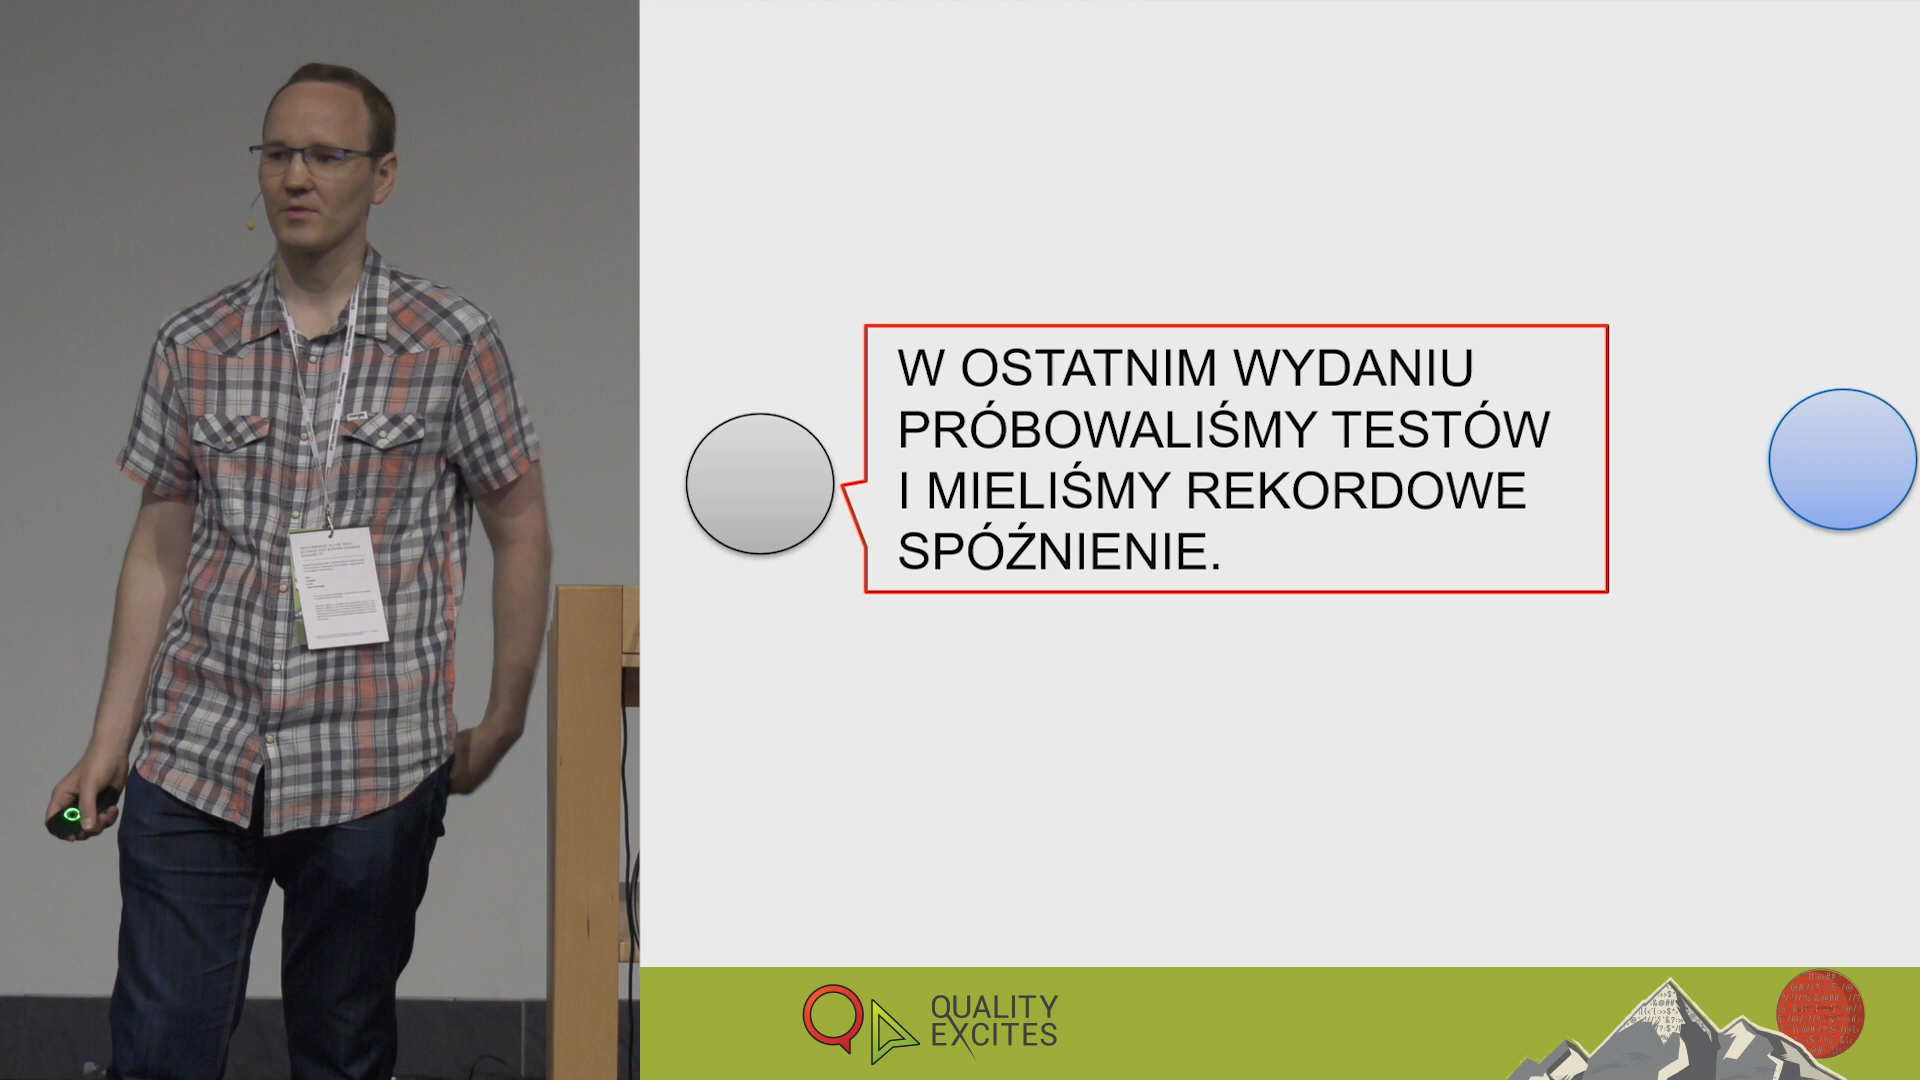 W OSTATNIM WYDANIU
PRÓBOWALIŚMY TESTÓW
I MIELIŚMY REKORDOWE
SPÓŹNIENIE.
QUALITY
EXCITES